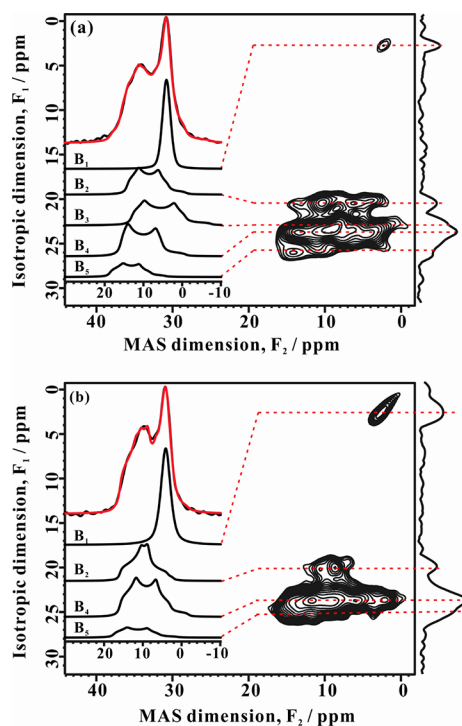 (a)
Isotropic dimension, F₁ / ppm
0
5
10
15
20
25
30
B₁
B₂
B₃
B₄
B₅
20 10 0 -10
40 30 20 10 0
MAS dimension, F₂ / ppm
(b)
Isotropic dimension, F₁ / ppm
0
5
10
15
20
25
30
B₁
B₂
B₄
B₅
20 10 0 -10
40 30 20 10 0
MAS dimension, F₂ / ppm